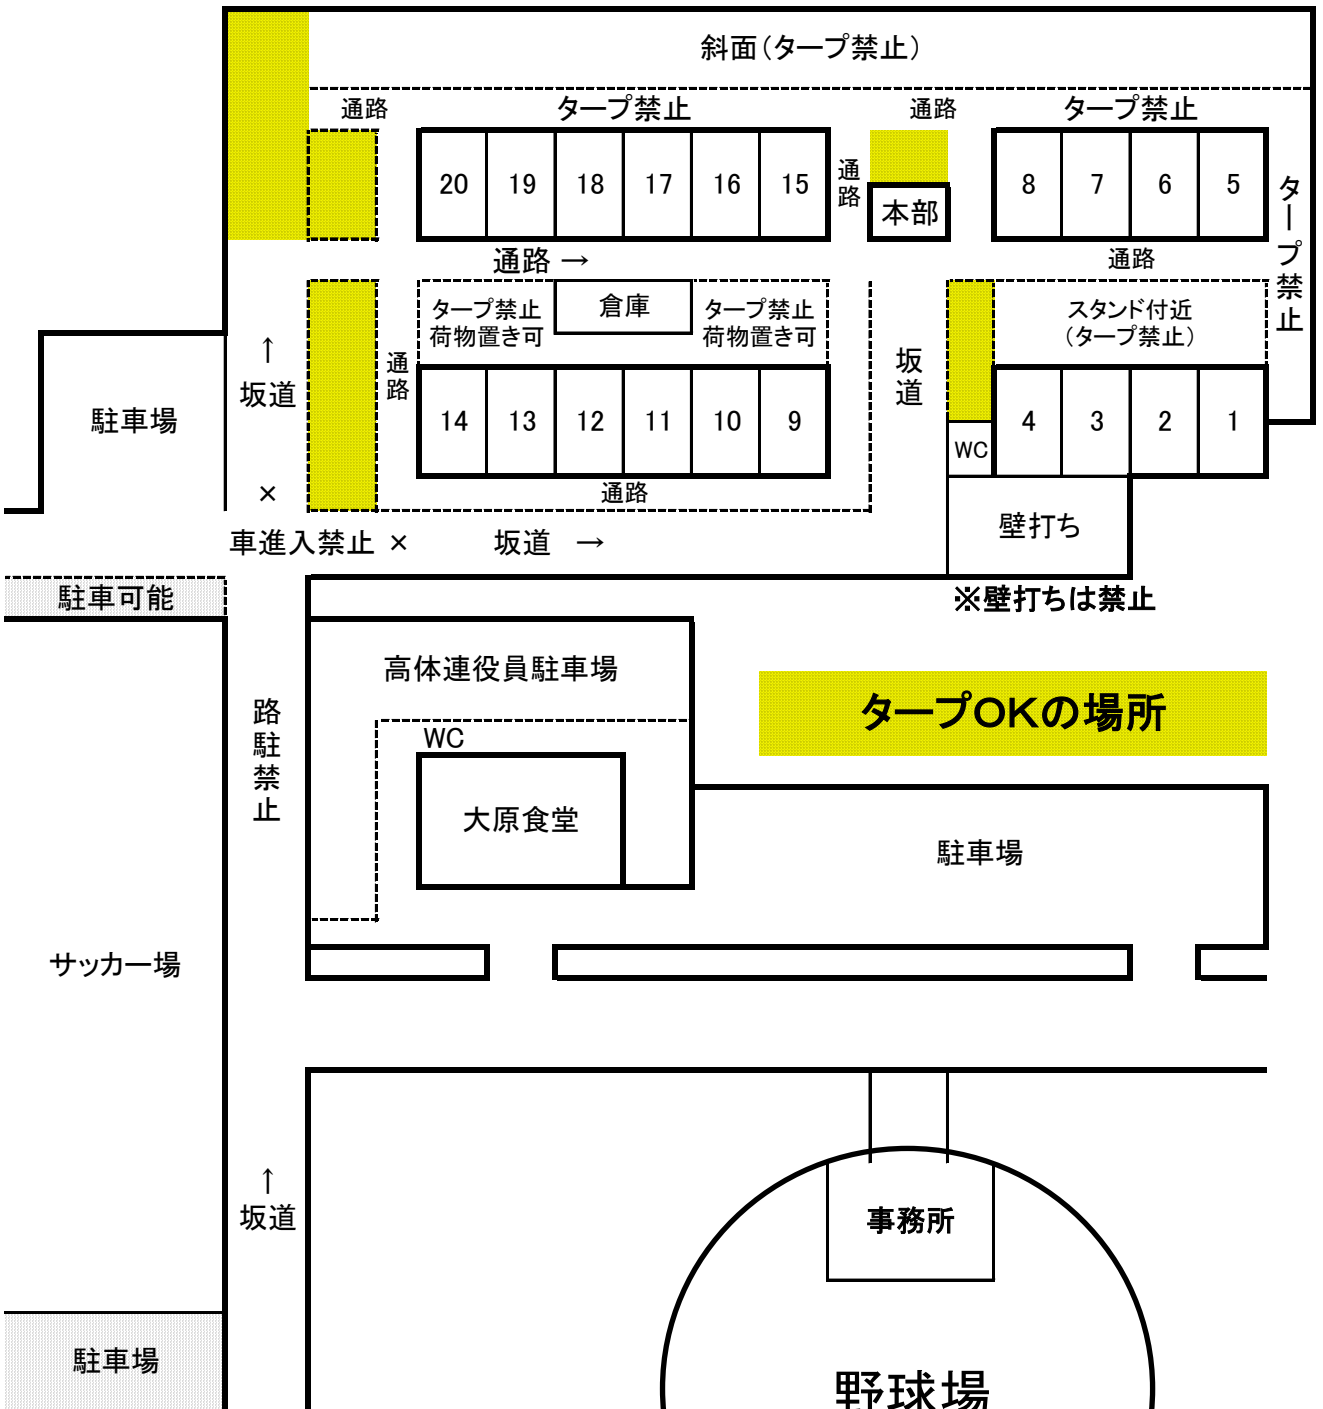 斜面(タープ禁止)
通路
タープ禁止
通路
タープ禁止
20 19 18 17 16 15
通路
本部
8 7 6 5
タープ禁止
通路 →
通路
タープ禁止
荷物置き可
倉庫
タープ禁止
荷物置き可
スタンド付近
(タープ禁止)
↑
坂道
通路
坂道
駐車場
14 13 12 11 10 9
WC
4 3 2 1
×
通路
車進入禁止 ×
坂道 →
壁打ち
駐車可能
※壁打ちは禁止
高体連役員駐車場
路駐禁止
タープOKの場所
WC
大原食堂
駐車場
サッカー場
↑
坂道
事務所
駐車場
野球場